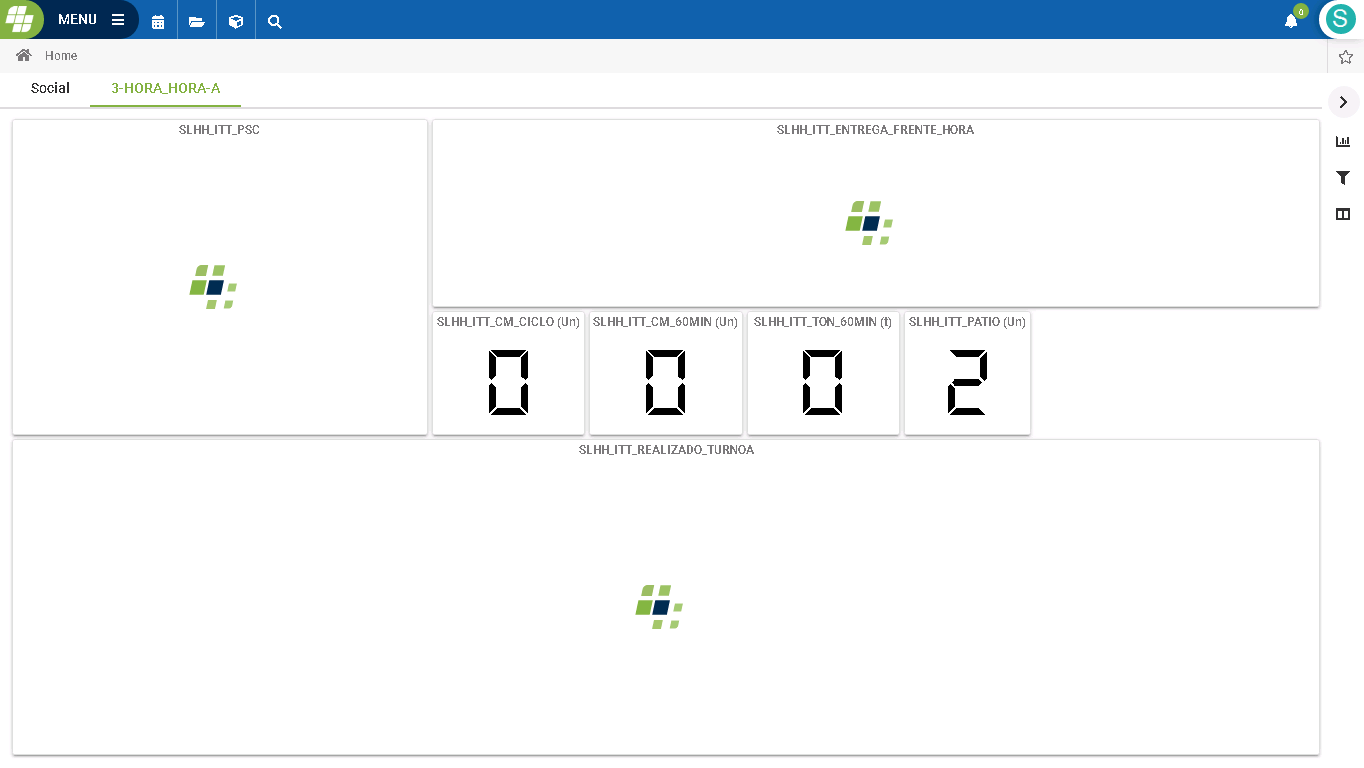 MENU
0
S
Home
Social
3-HORA_HORA-A
SLHH_ITT_PSC
SLHH_ITT_ENTREGA_FRENTE_HORA
SLHH_ITT_CM_CICLO (Un)
0
SLHH_ITT_CM_60MIN (Un)
0
SLHH_ITT_TON_60MIN (t)
0
SLHH_ITT_PATIO (Un)
2
SLHH_ITT_REALIZADO_TURNOA